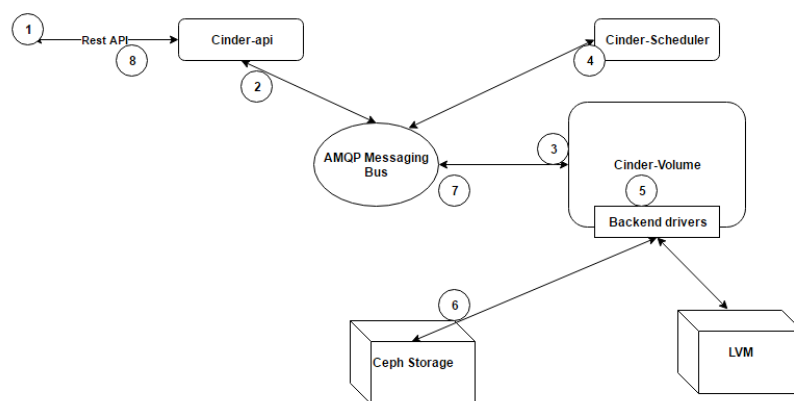 1
Rest API
8
Cinder-api
2
Cinder-Scheduler
4
AMQP Messaging
Bus
3
7
Cinder-Volume
5
Backend drivers
6
Ceph Storage
LVM